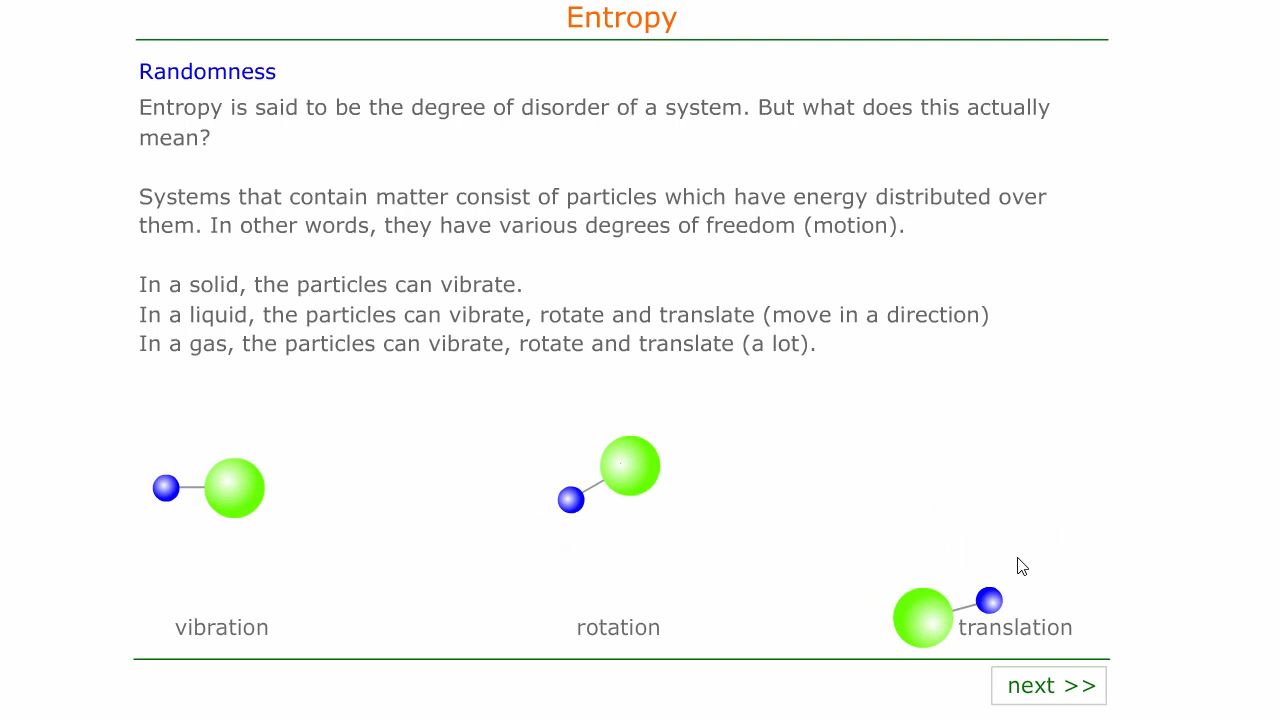 Entropy
Randomness
Entropy is said to be the degree of disorder of a system. But what does this actually
mean?
Systems that contain matter consist of particles which have energy distributed over
them. In other words, they have various degrees of freedom (motion).
In a solid, the particles can vibrate.
In a liquid, the particles can vibrate, rotate and translate (move in a direction)
In a gas, the particles can vibrate, rotate and translate (a lot).
vibration
rotation
translation
next >>